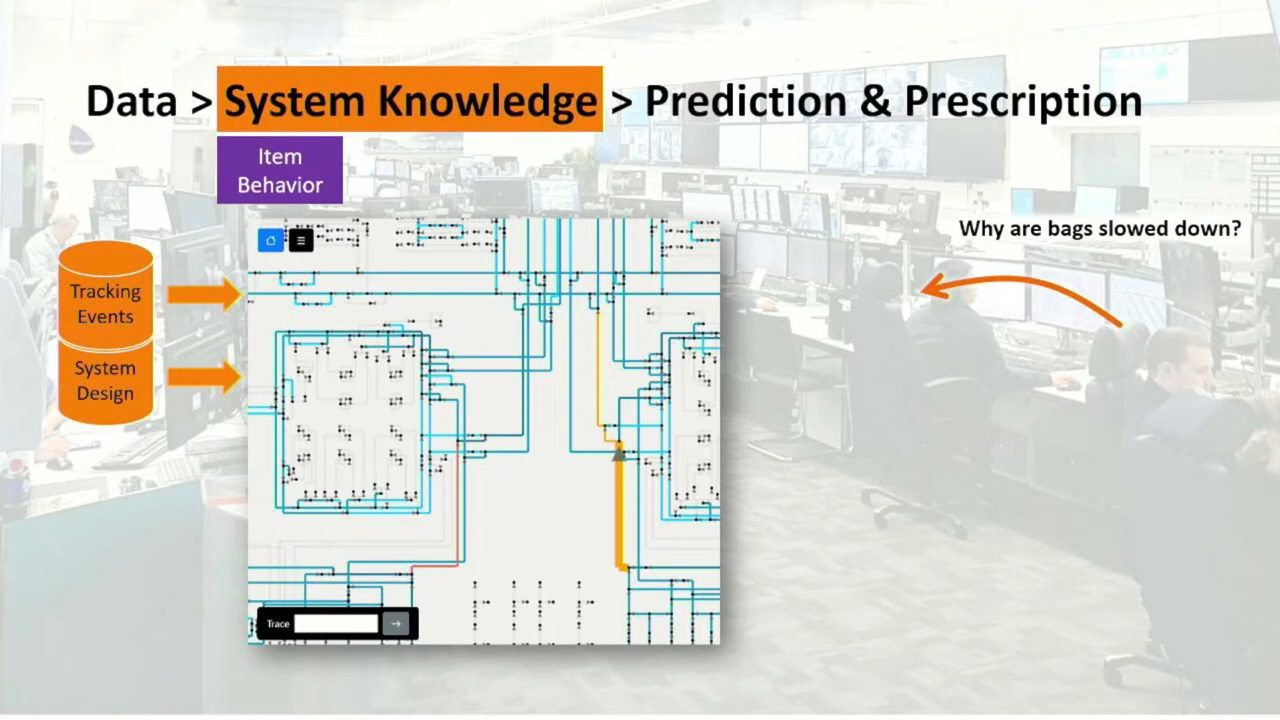 Data > System Knowledge > Prediction & Prescription
Item
Behavior
Why are bags slowed down?
Tracking
Events
System
Design
Trace